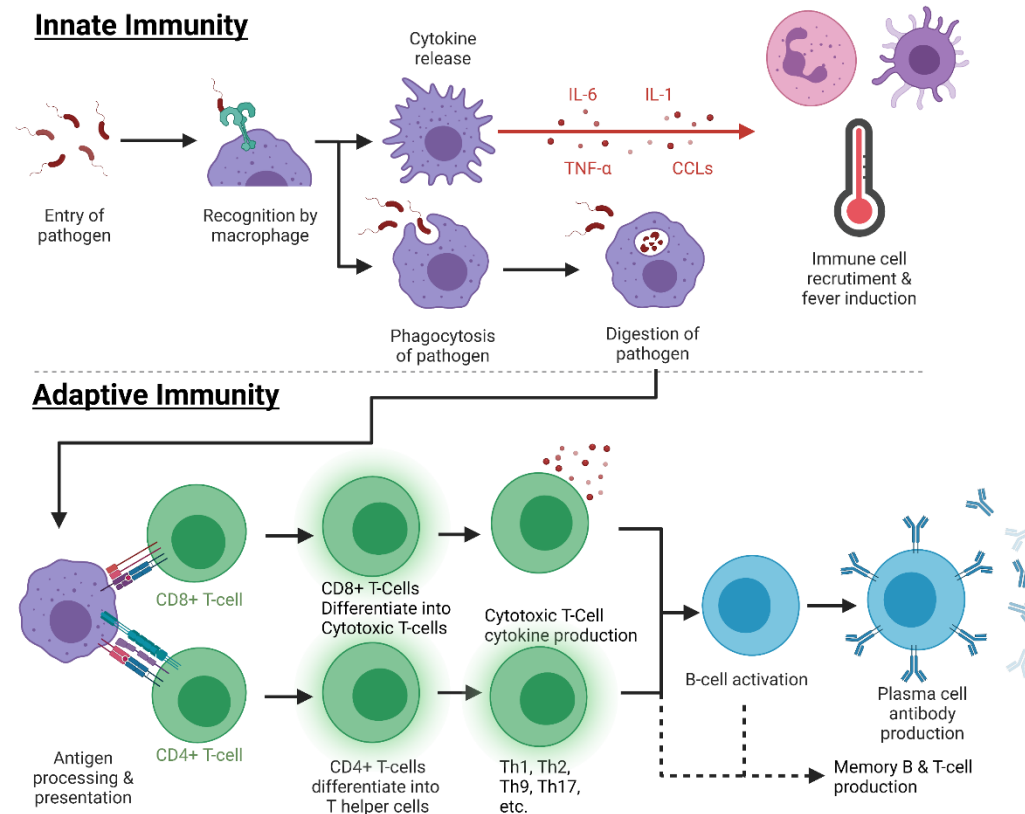 Innate Immunity
Cytokine
release
IL-6
IL-1
TNF-α
CCLs
Entry of
pathogen
Recognition by
macrophage
Immune cell
recrutiment &
fever induction
Phagocytosis
of pathogen
Digestion of
pathogen
Adaptive Immunity
CD8+ T-cell
CD8+ T-Cells
Differentiate into
Cytotoxic T-cells
Cytotoxic T-Cell
cytokine production
B-cell activation
Plasma cell
antibody
production
CD4+ T-cell
Antigen
processing &
presentation
CD4+ T-cells
differentiate into
T helper cells
Th1, Th2,
Th9, Th17,
etc.
Memory B & T-cell
production